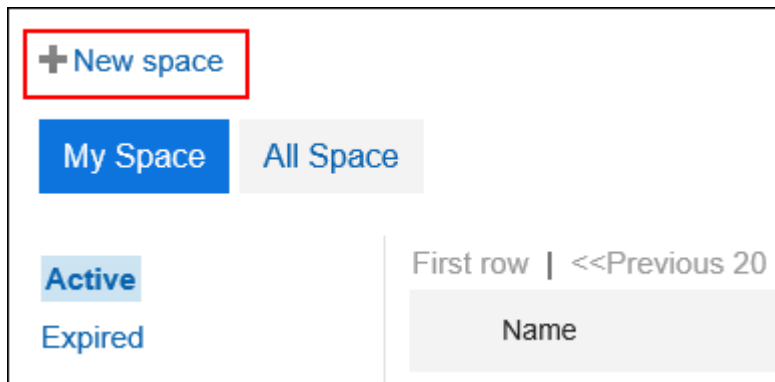 New space
My Space All Space
Active
Expired
First row | <<Previous 20
Name